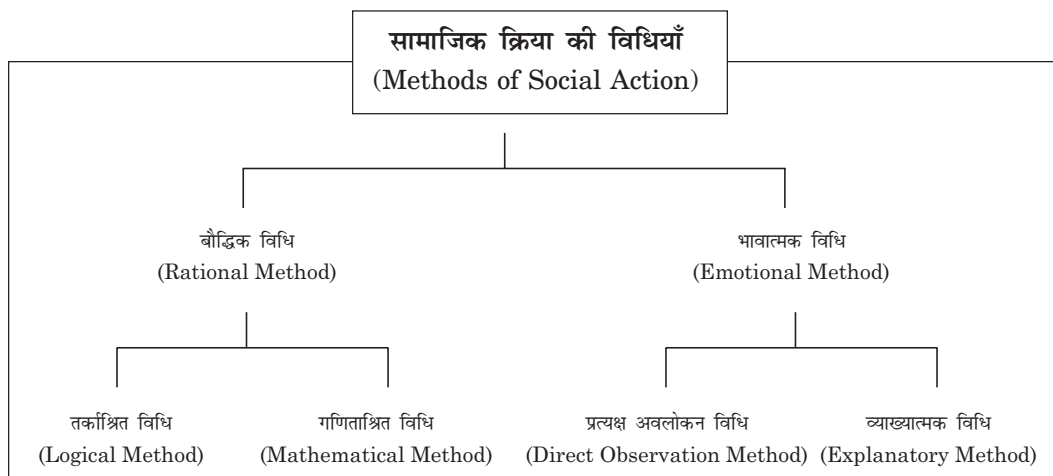 सामाजिक क्रिया की विधियाँ
(Methods of Social Action)
बौद्धिक विधि
(Rational Method)
भावात्मक विधि
(Emotional Method)
तर्काश्रित विधि
(Logical Method)
गणिताश्रित विधि
(Mathematical Method)
प्रत्यक्ष अवलोकन विधि
(Direct Observation Method)
व्याख्यात्मक विधि
(Explanatory Method)